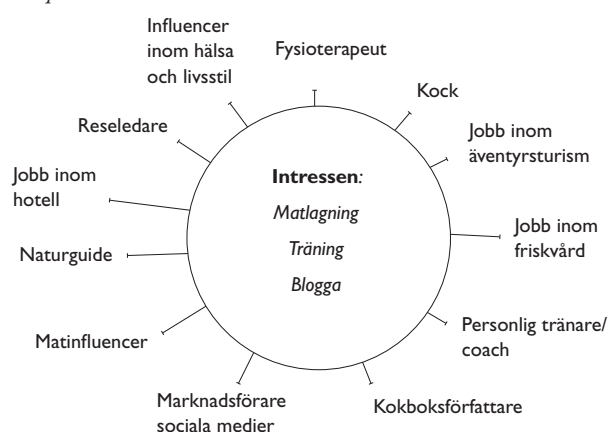 Influencer
inom hälsa
och livsstil
Fysioterapeut
Kock
Jobb inom
äventyrsturism
Jobb inom
friskvård
Personlig tränare/
coach
Kokboksförfattare
Marknadsförare
sociala medier
Matinfluencer
Naturguide
Jobb inom
hotell
Reseledare
Intressen:
Matlagning
Träning
Blogga